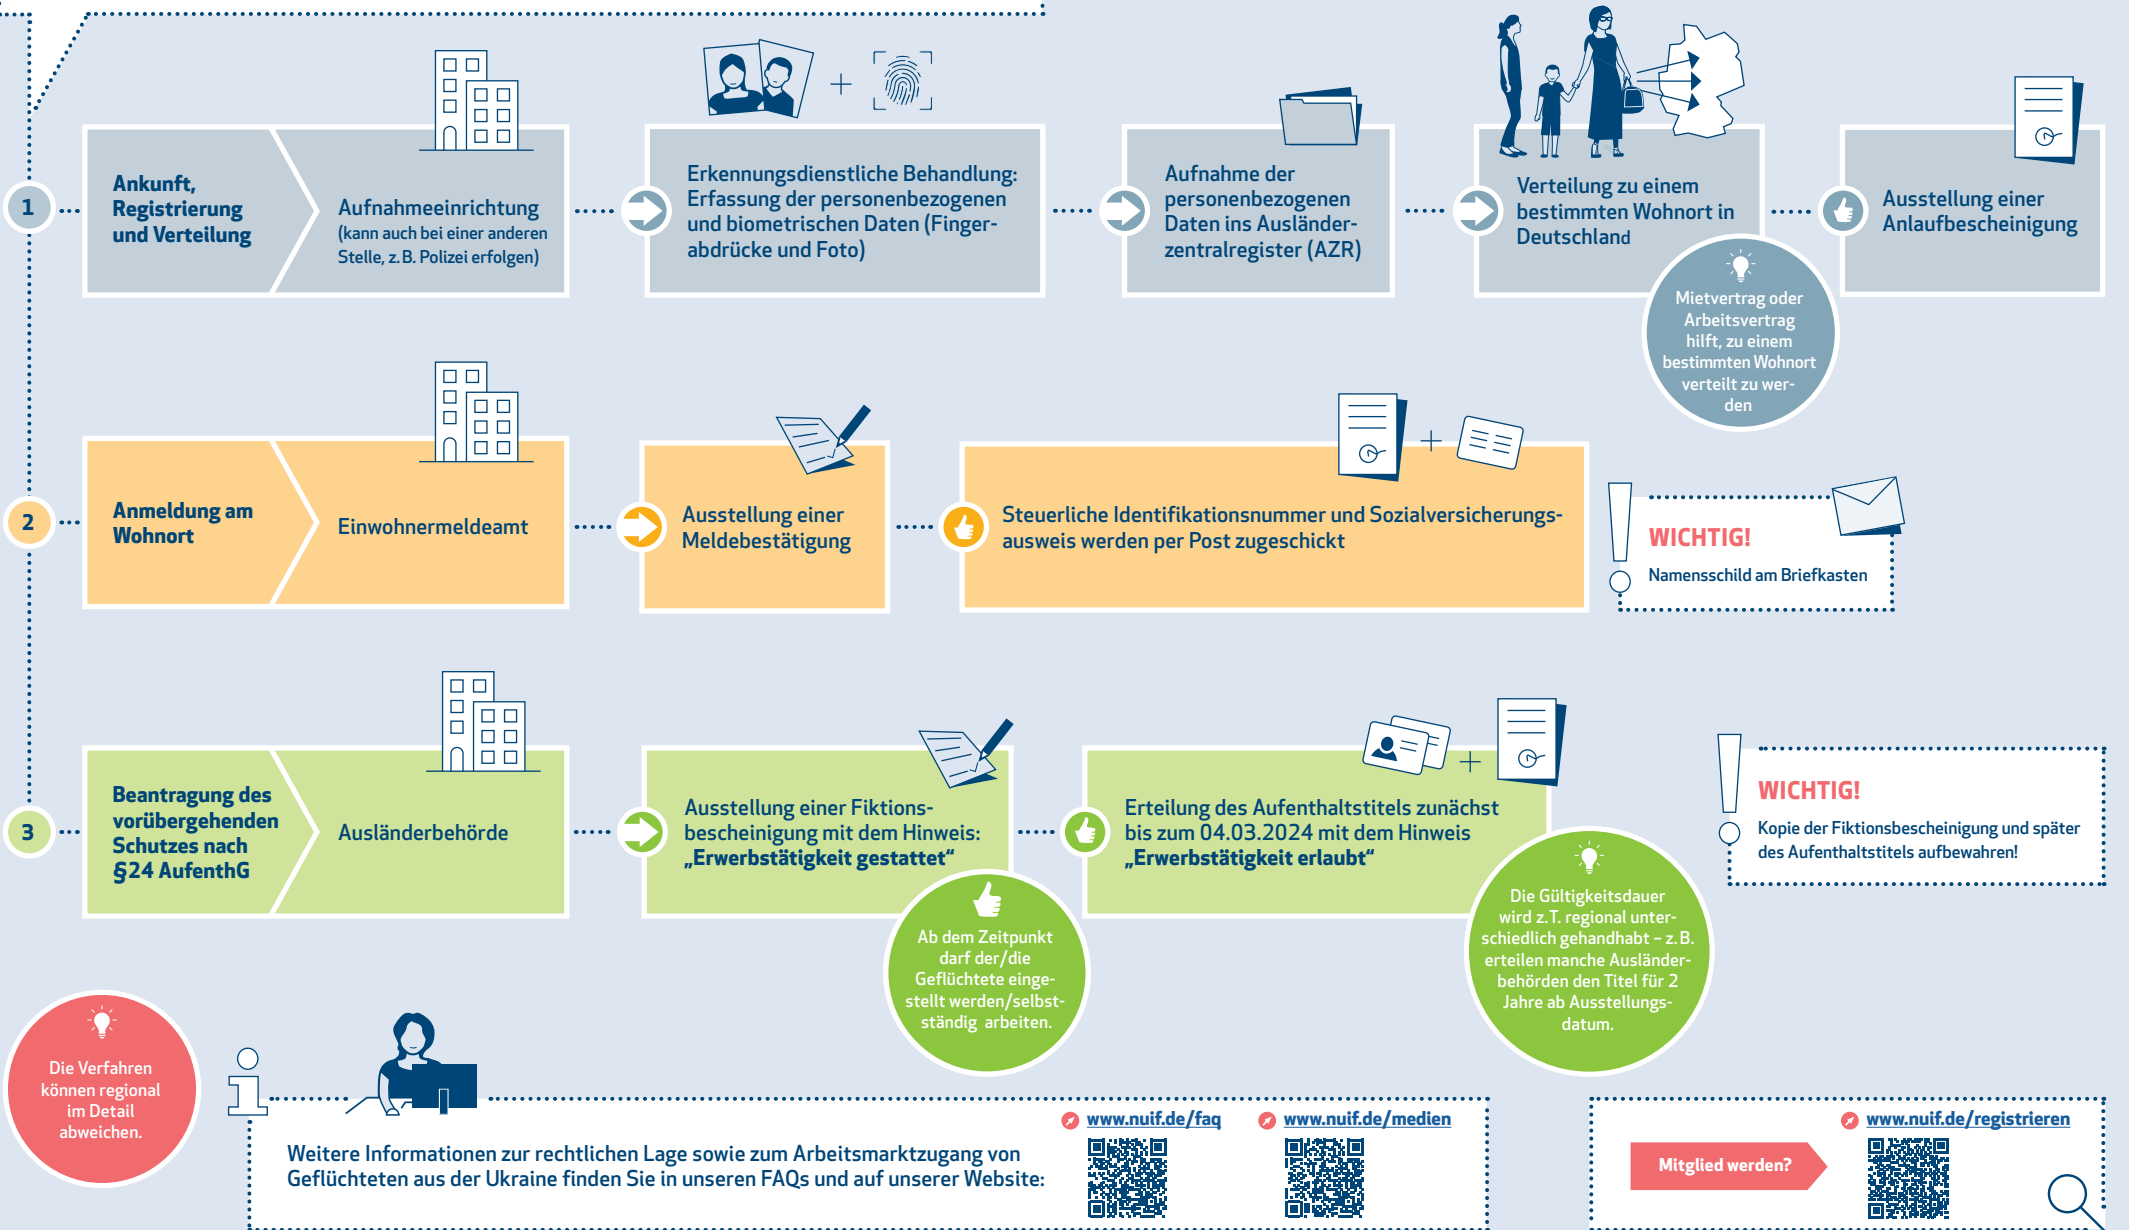 1
Ankunft,
Registrierung
und Verteilung
Aufnahmeeinrichtung
(kann auch bei einer anderen
Stelle, z. B. Polizei erfolgen)
Erkennungsdienstliche Behandlung:
Erfassung der personenbezogenen
und biometrischen Daten (Finger-
abdrücke und Foto)
Aufnahme der
personenbezogenen
Daten ins Ausländer-
zentralregister (AZR)
Verteilung zu einem
bestimmten Wohnort in
Deutschland
Mietvertrag oder
Arbeitsvertrag
hilft, zu einem
bestimmten Wohnort
verteilt zu wer-
den
Ausstellung einer
Anlaufbescheinigung
2
Anmeldung am
Wohnort
Einwohnermeldeamt
Ausstellung einer
Meldebestätigung
Steuerliche Identifikationsnummer und Sozialversicherungs-
ausweis werden per Post zugeschickt
WICHTIG!
Namensschild am Briefkasten
3
Beantragung des
vorübergehenden
Schutzes nach
§24 AufenthG
Ausländerbehörde
Ausstellung einer Fiktions-
bescheinigung mit dem Hinweis:
„Erwerbstätigkeit gestattet“
Ab dem Zeitpunkt
darf der/die
Geflüchtete einge-
stellt werden/selbst-
ständig arbeiten.
Erteilung des Aufenthaltstitels zunächst
bis zum 04.03.2024 mit dem Hinweis
„Erwerbstätigkeit erlaubt“
Die Gültigkeitsdauer
wird z. T. regional unter-
schiedlich gehandhabt – z. B.
erteilen manche Ausländer-
behörden den Titel für 2
Jahre ab Ausstellungs-
datum.
WICHTIG!
Kopie der Fiktionsbescheinigung und später
des Aufenthaltstitels aufbewahren!
Die Verfahren
können regional
im Detail
abweichen.
Weitere Informationen zur rechtlichen Lage sowie zum Arbeitsmarktzugang von
Geflüchteten aus der Ukraine finden Sie in unseren FAQs und auf unserer Website:
www.nuif.de/faq
www.nuif.de/medien
Mitglied werden?
www.nuif.de/registrieren